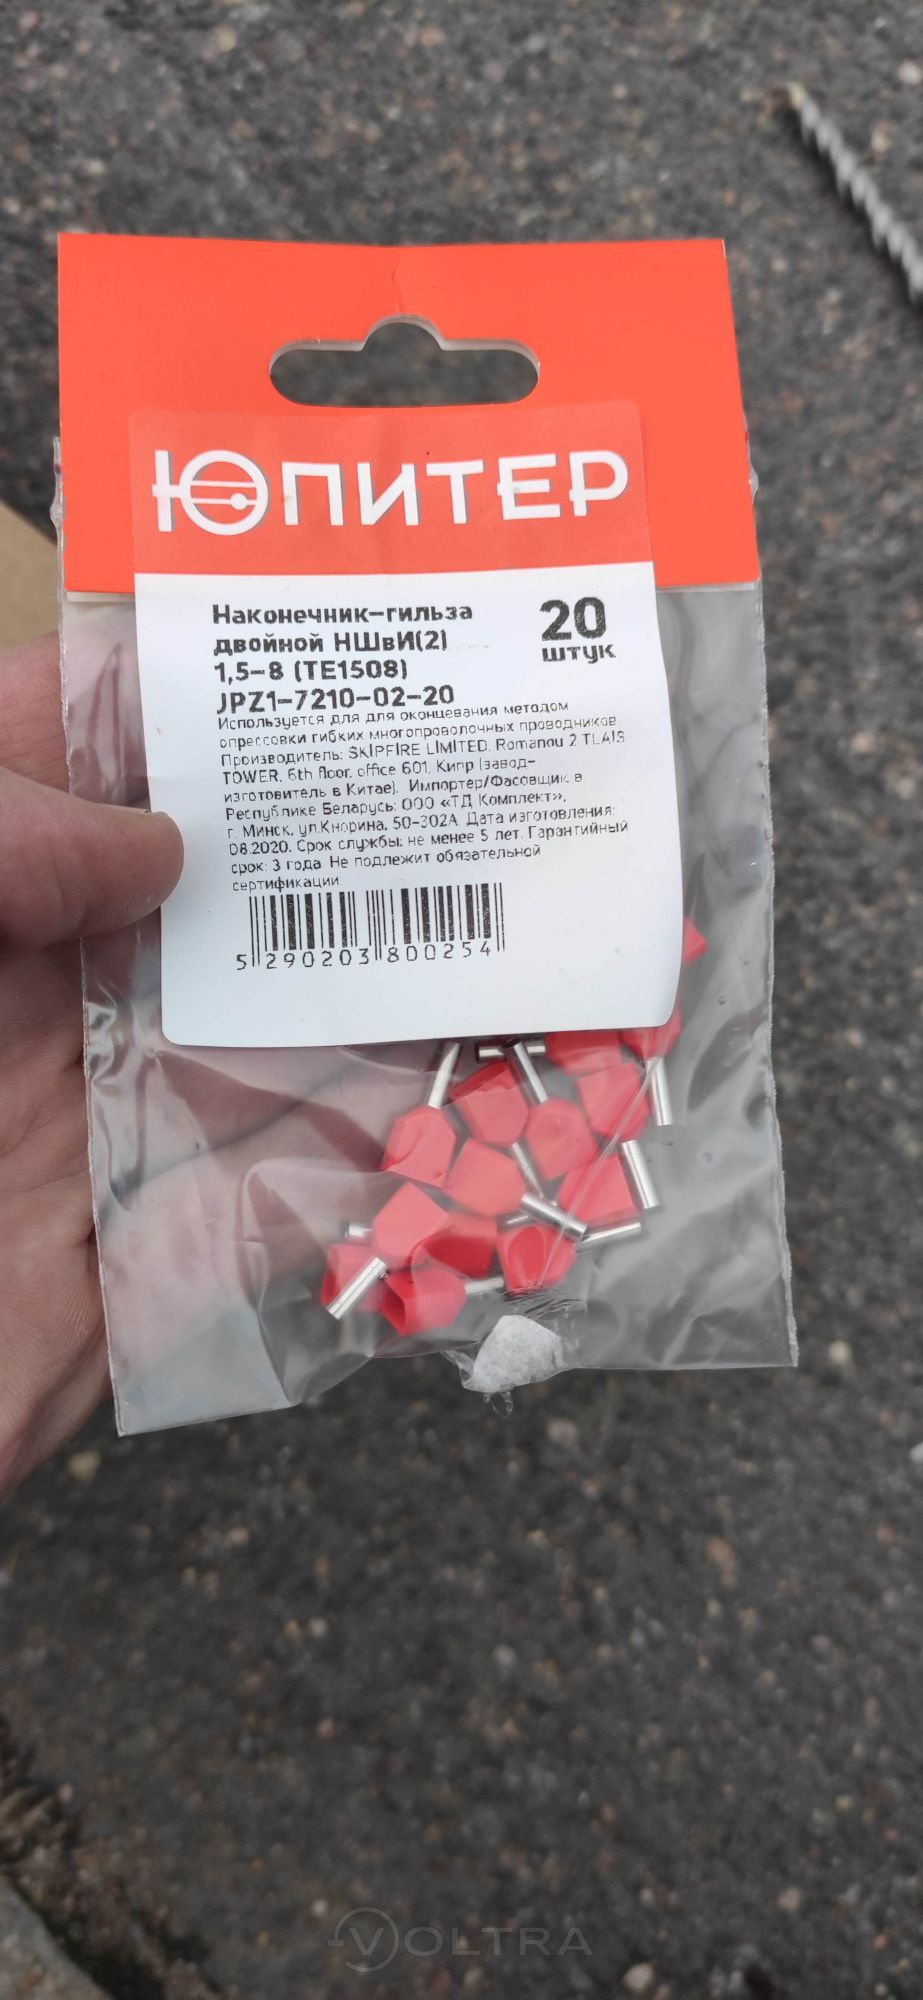 ЮПИТЕР
Наконечник-гильза
двойной НШвИ(2)
1,5-8 (TE1508)
JPZ1-7210-02-20
20
штук
Используется для для оконцевания методом
опрессовки гибких многопроволочных проводников.
Производитель: SKIPFIRE LIMITED, Romanou 2 TLAIS
TOWER, 6th floor, office 601, Кипр (завод-
изготовитель в Китае). Импортер/Фасовщик в
Республике Беларусь: ООО «ТД Комплект»,
г. Минск, ул.Кнорина, 50-302А. Дата изготовления:
08.2020. Срок службы: не менее 5 лет. Гарантийный
срок: 3 года. Не подлежит обязательной
сертификации.
5 290203 800254
VOLTRA